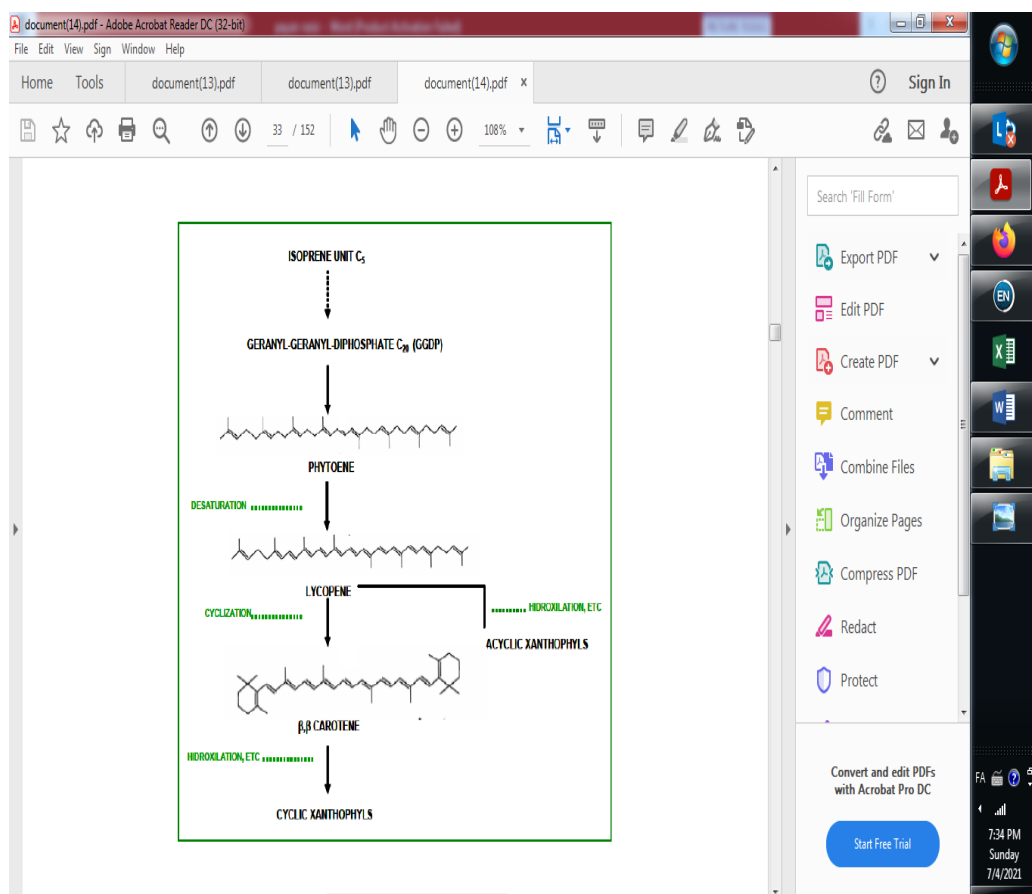 document(14).pdf - Adobe Acrobat Reader DC (32-bit)
File Edit View Sign Window Help
Home Tools document(13).pdf document(13).pdf document(14).pdf x Sign In
33 / 152 108%
ISOPRENE UNIT C₅
GERANYL-GERANYL-DIPHOSPHATE C₂₀ (GGDP)
PHYTOENE
DESATURATION
LYCOPENE
HIDROXILATION, ETC
CYCLIZATION
ACYCLIC XANTHOPHYLS
β,β CAROTENE
HIDROXILATION, ETC
CYCLIC XANTHOPHYLS
Search 'Fill Form'
Export PDF
Edit PDF
Create PDF
Comment
Combine Files
Organize Pages
Compress PDF
Redact
Protect
Convert and edit PDFs
with Acrobat Pro DC
Start Free Trial
EN
FA
7:34 PM
Sunday
7/4/2021